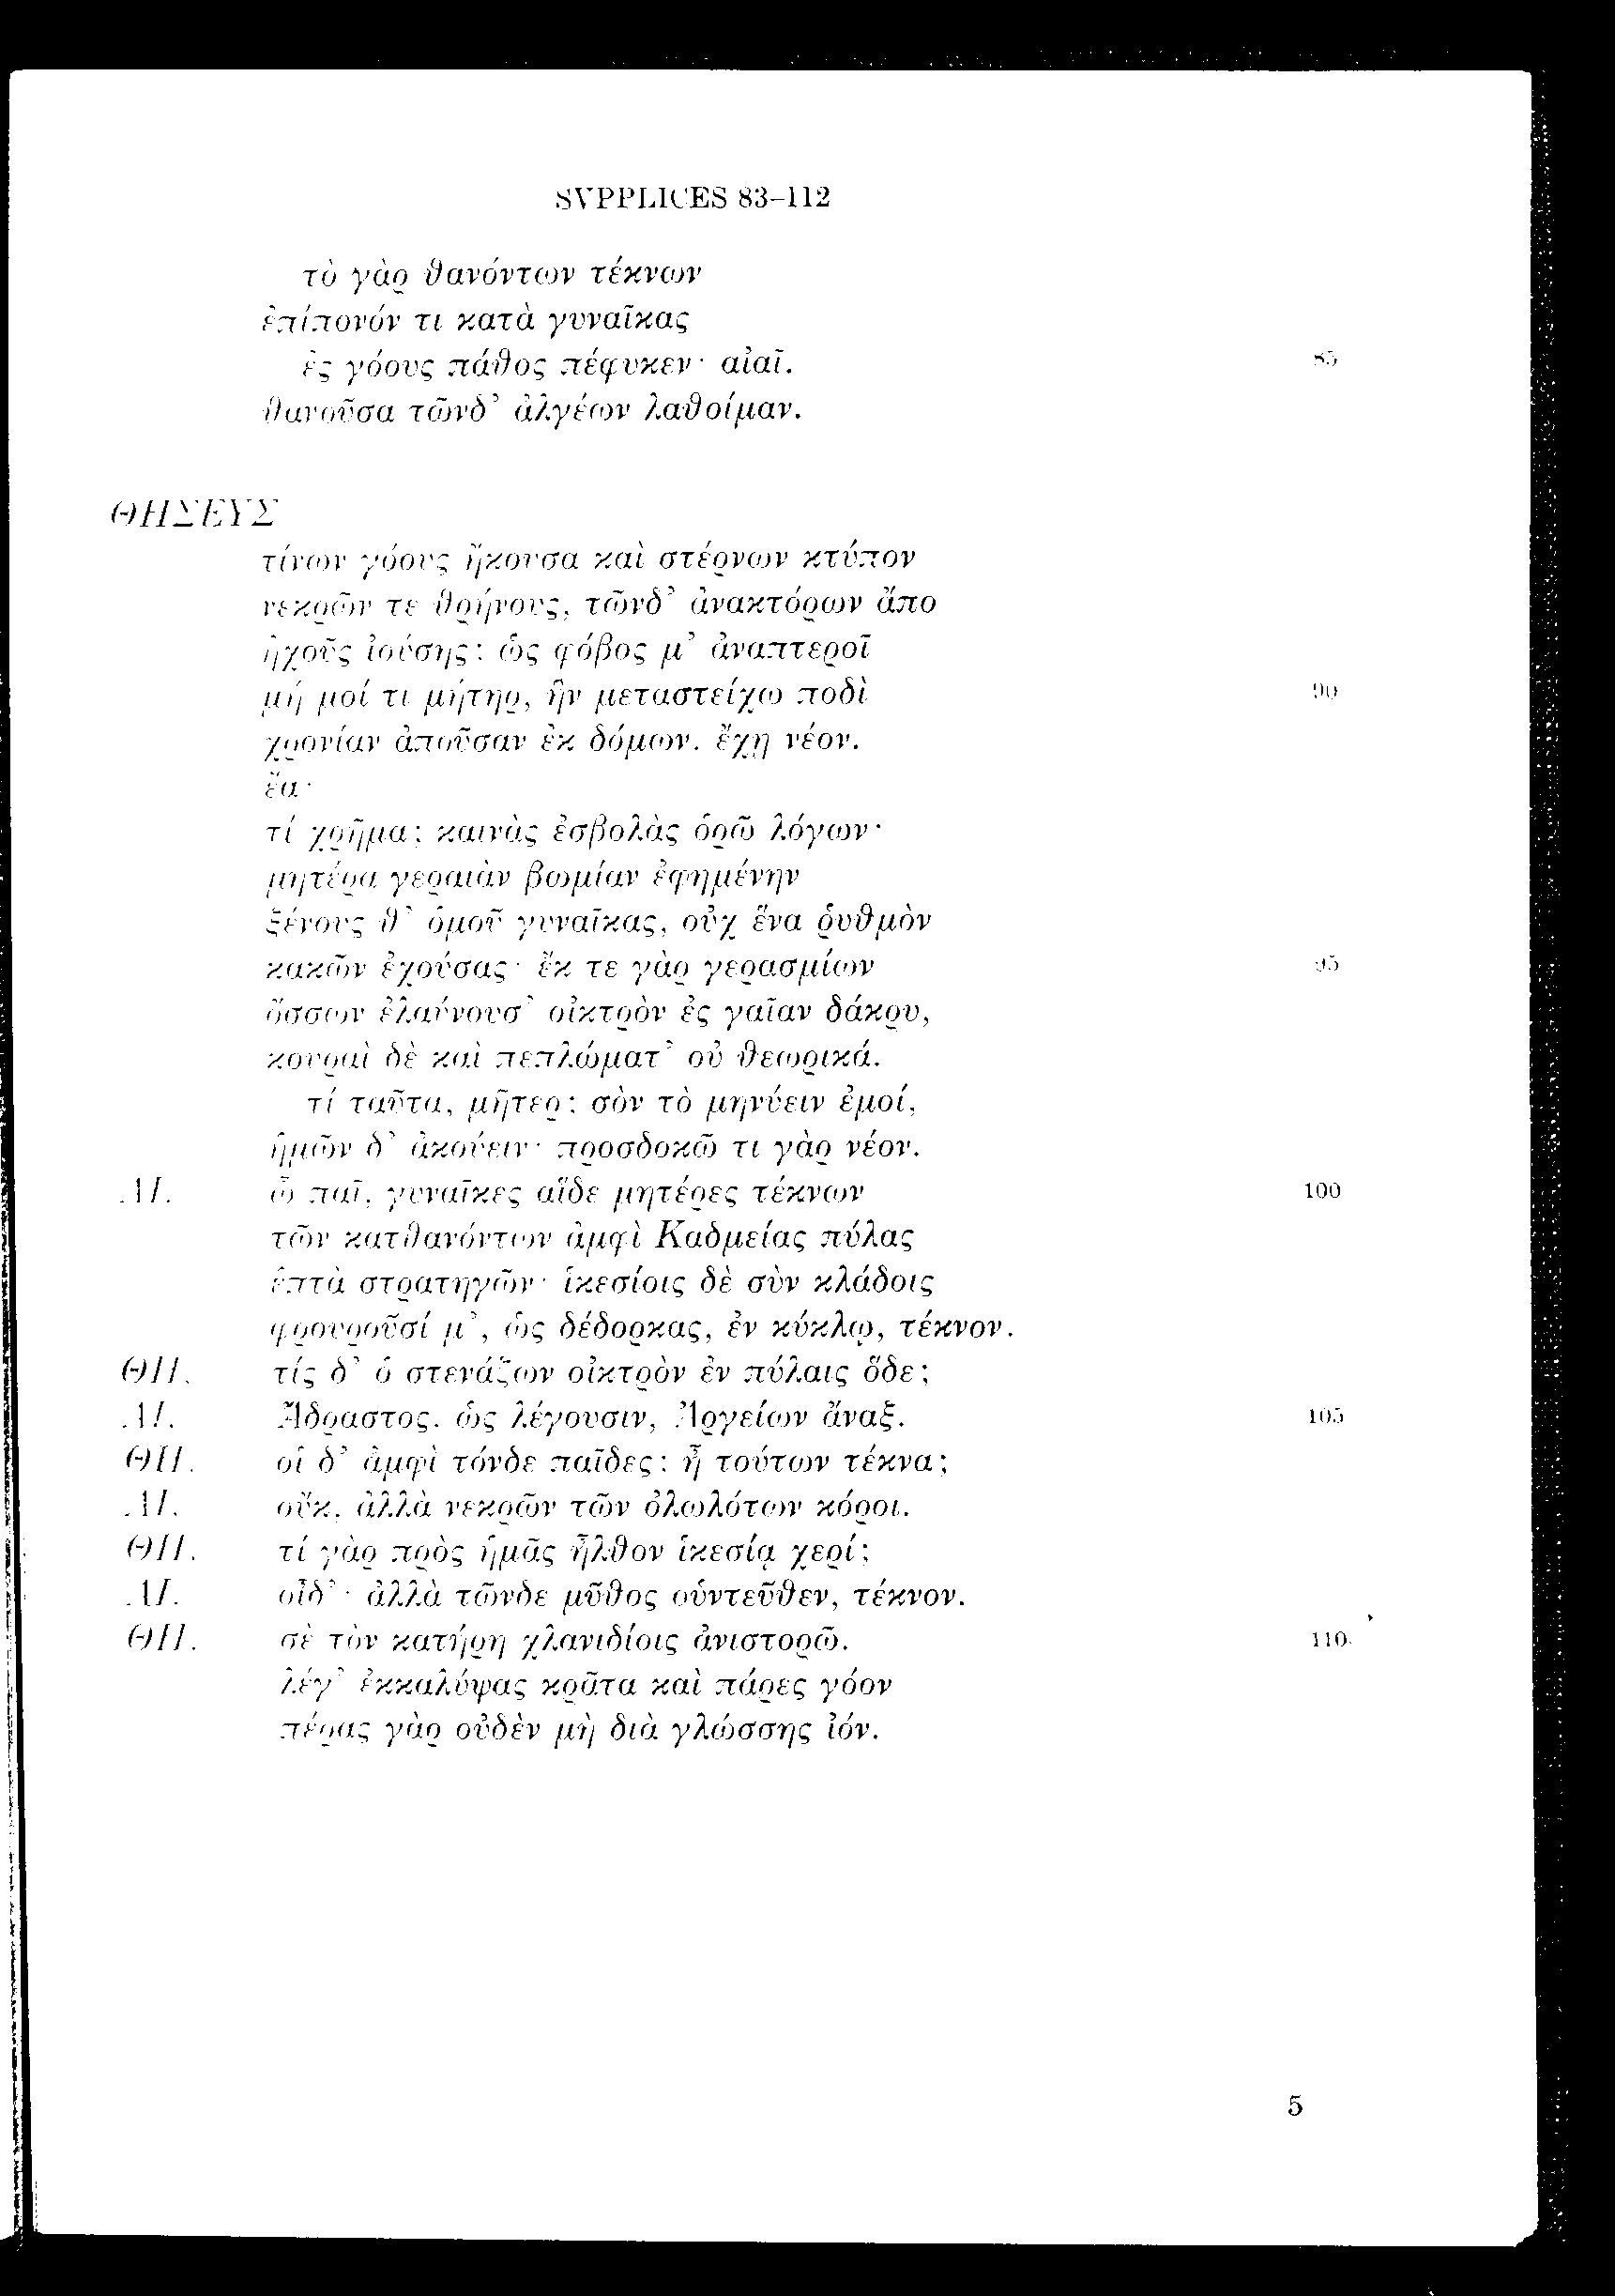 SVPPLICES 83–112
τὸ γὰρ θανόντων τέκνων
ἐπίπονόν τι κατὰ γυναῖκας
ἐς γόους πάθος πέφυκεν· αἰαῖ. 85
θανοῦσα τῶνδ' ἀλγέων λαθοίμαν.
ΘΗΣΕΥΣ
τίνων γόους ἤκουσα καὶ στέρνων κτύπον
νεκρῶν τε θρήνους, τῶνδ' ἀνακτόρων ἄπο
ἠχοῦς ἰούσης; ὡς φόβος μ' ἀναπτεροῖ
μή μοί τι μήτηρ, ἣν μεταστείχω ποδὶ 90
χρονίαν ἀποῦσαν ἐκ δόμων, ἔχῃ νέον.
ἔα·
τί χρῆμα; καινὰς ἐσβολὰς ὁρῶ λόγων·
μητέρα γεραιὰν βωμίαν ἐφημένην
ξένους θ' ὁμοῦ γυναῖκας, οὐχ ἕνα ῥυθμὸν
κακῶν ἐχούσας· ἔκ τε γὰρ γερασμίων 95
ὄσσων ἐλαύνουσ' οἰκτρὸν ἐς γαῖαν δάκρυ,
κουραὶ δὲ καὶ πεπλώματ' οὐ θεωρικά.
τί ταῦτα, μῆτερ; σὸν τὸ μηνύειν ἐμοί,
ἡμῶν δ' ἀκούειν· προσδοκῶ τι γὰρ νέον.
ΑΙ. ὦ παῖ, γυναῖκες αἵδε μητέρες τέκνων 100
τῶν κατθανόντων ἀμφὶ Καδμείας πύλας
ἑπτὰ στρατηγῶν· ἱκεσίοις δὲ σὺν κλάδοις
φρουροῦσί μ', ὡς δέδορκας, ἐν κύκλῳ, τέκνον.
ΘΗ. τίς δ' ὁ στενάζων οἰκτρὸν ἐν πύλαις ὅδε;
ΑΙ. Ἄδραστος, ὡς λέγουσιν, Ἀργείων ἄναξ. 105
ΘΗ. οἱ δ' ἀμφὶ τόνδε παῖδες; ἦ τούτων τέκνα;
ΑΙ. οὔκ, ἀλλὰ νεκρῶν τῶν ὀλωλότων κόροι.
ΘΗ. τί γὰρ πρὸς ἡμᾶς ἦλθον ἱκεσίᾳ χερί;
ΑΙ. οἶδ'· ἀλλὰ τῶνδε μῦθος οὑντεῦθεν, τέκνον.
ΘΗ. σὲ τὸν κατήρη χλανιδίοις ἀνιστορῶ. 110
λέγ' ἐκκαλύψας κρᾶτα καὶ πάρες γόον
πέρας γὰρ οὐδὲν μὴ διὰ γλώσσης ἰόν.
5